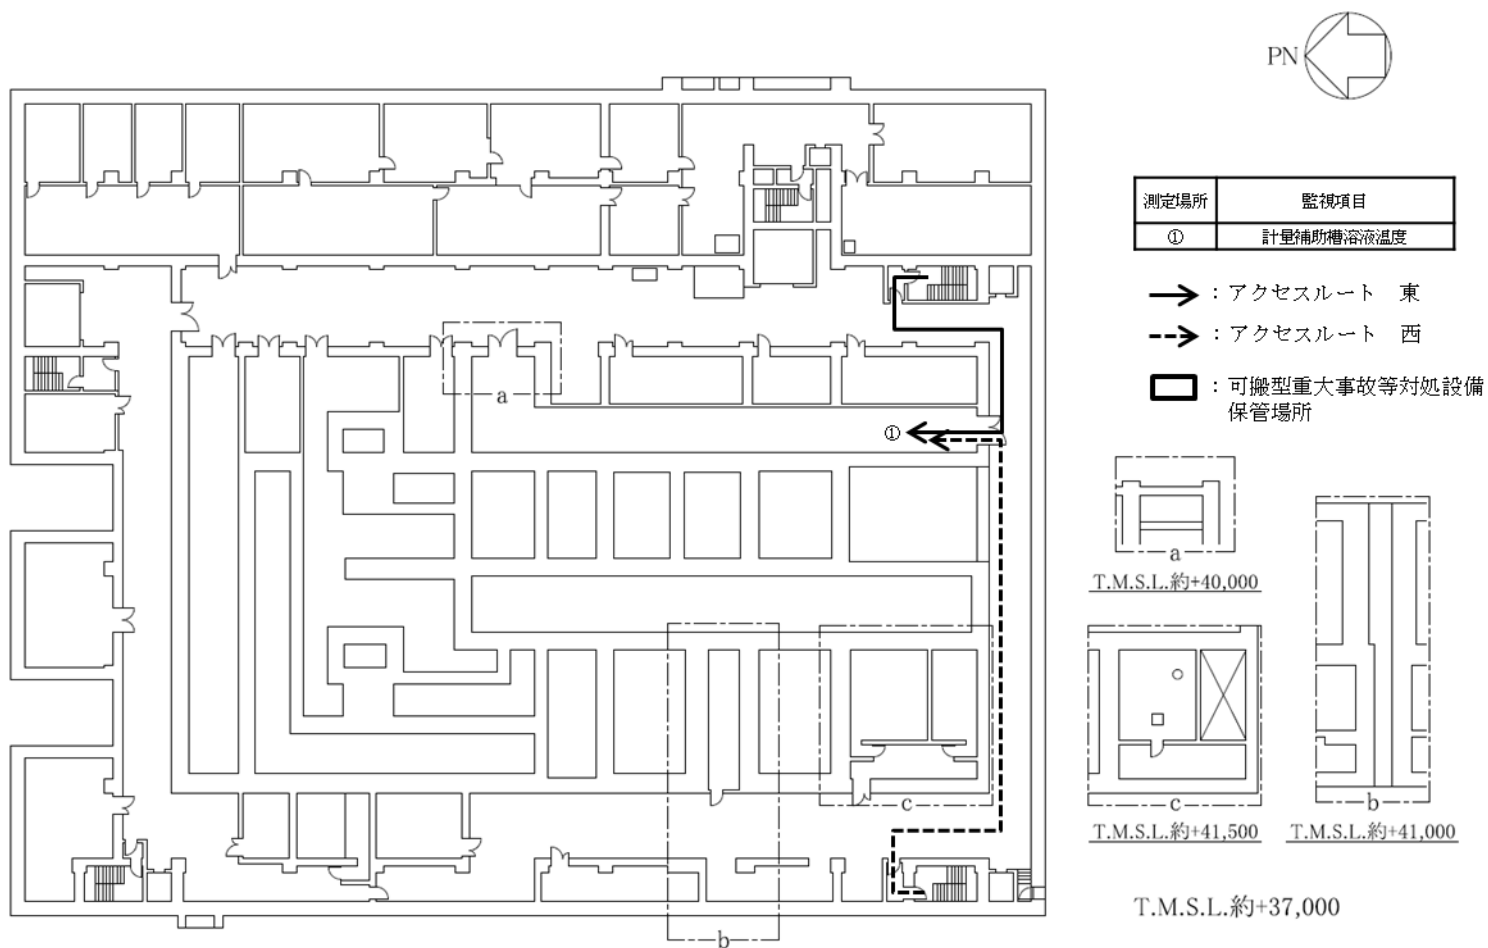 PN
測定場所 監視項目
① 計量補助槽溶液温度
：アクセスルート 東
：アクセスルート 西
：可搬型重大事故等対処設備
保管場所
a
①
a
T.M.S.L.約+40,000
c
T.M.S.L.約+41,500
b
T.M.S.L.約+41,000
c
b
T.M.S.L.約+37,000